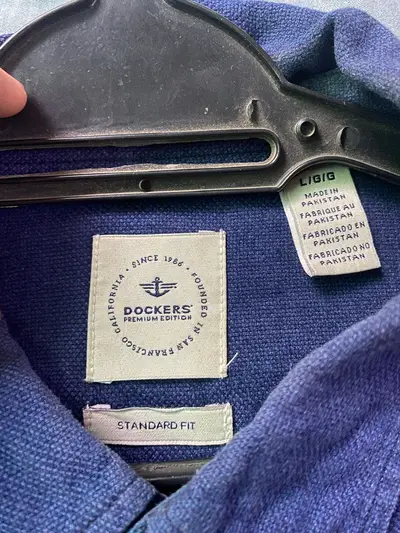 L/G/G
MADE IN
PAKISTAN
FABRIQUE AU
PAKISTAN
FABRICADO EN
PAKISTAN
FABRICADO NO
PAKISTAN
• SINCE 1986 • FOUNDED IN SAN FRANCISCO CALIFORNIA
DOCKERS®
PREMIUM EDITION
STANDARD FIT